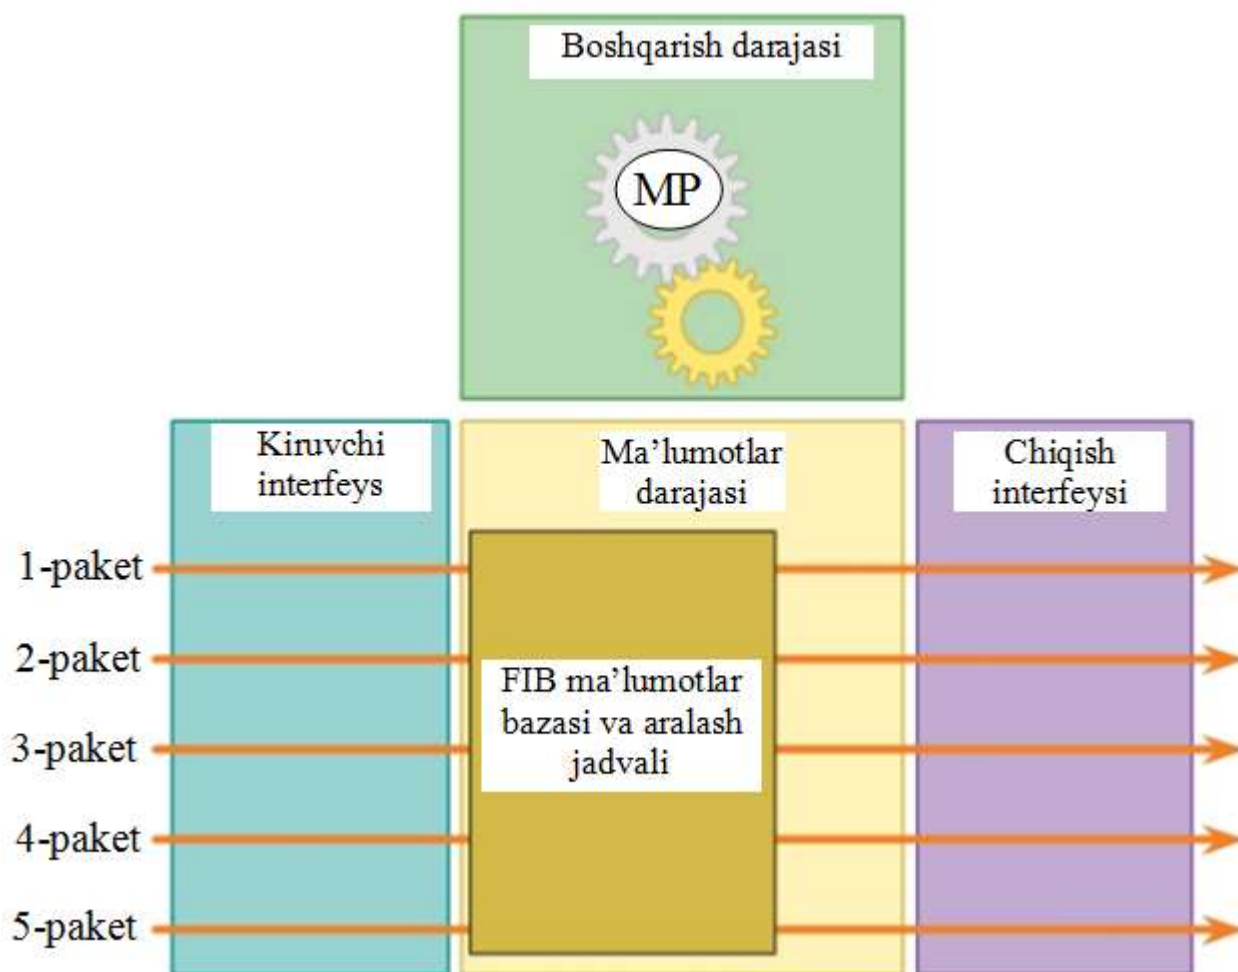 Boshqarish darajasi
MP
Kiruvchi
interfeys
Ma’lumotlar
darajasi
Chiqish
interfeysi
1-paket
2-paket
3-paket
4-paket
5-paket
FIB ma’lumotlar
bazasi va aralash
jadvali